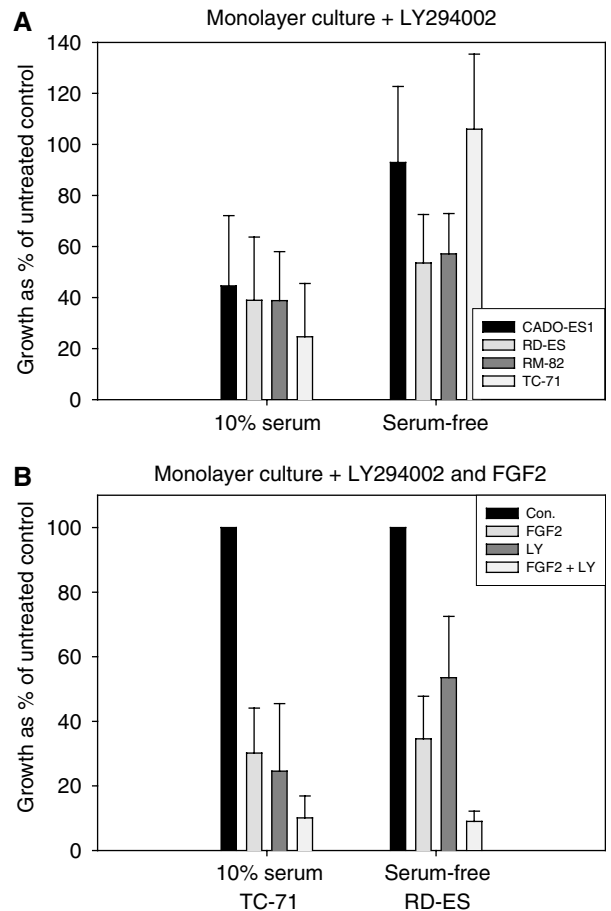 A
Monolayer culture + LY294002
Growth as % of untreated control
140
120
100
80
60
40
20
0
CADO-ES1
RD-ES
RM-82
TC-71
10% serum
Serum-free
B
Monolayer culture + LY294002 and FGF2
Growth as % of untreated control
100
80
60
40
20
0
Con.
FGF2
LY
FGF2 + LY
10% serum
Serum-free
TC-71
RD-ES